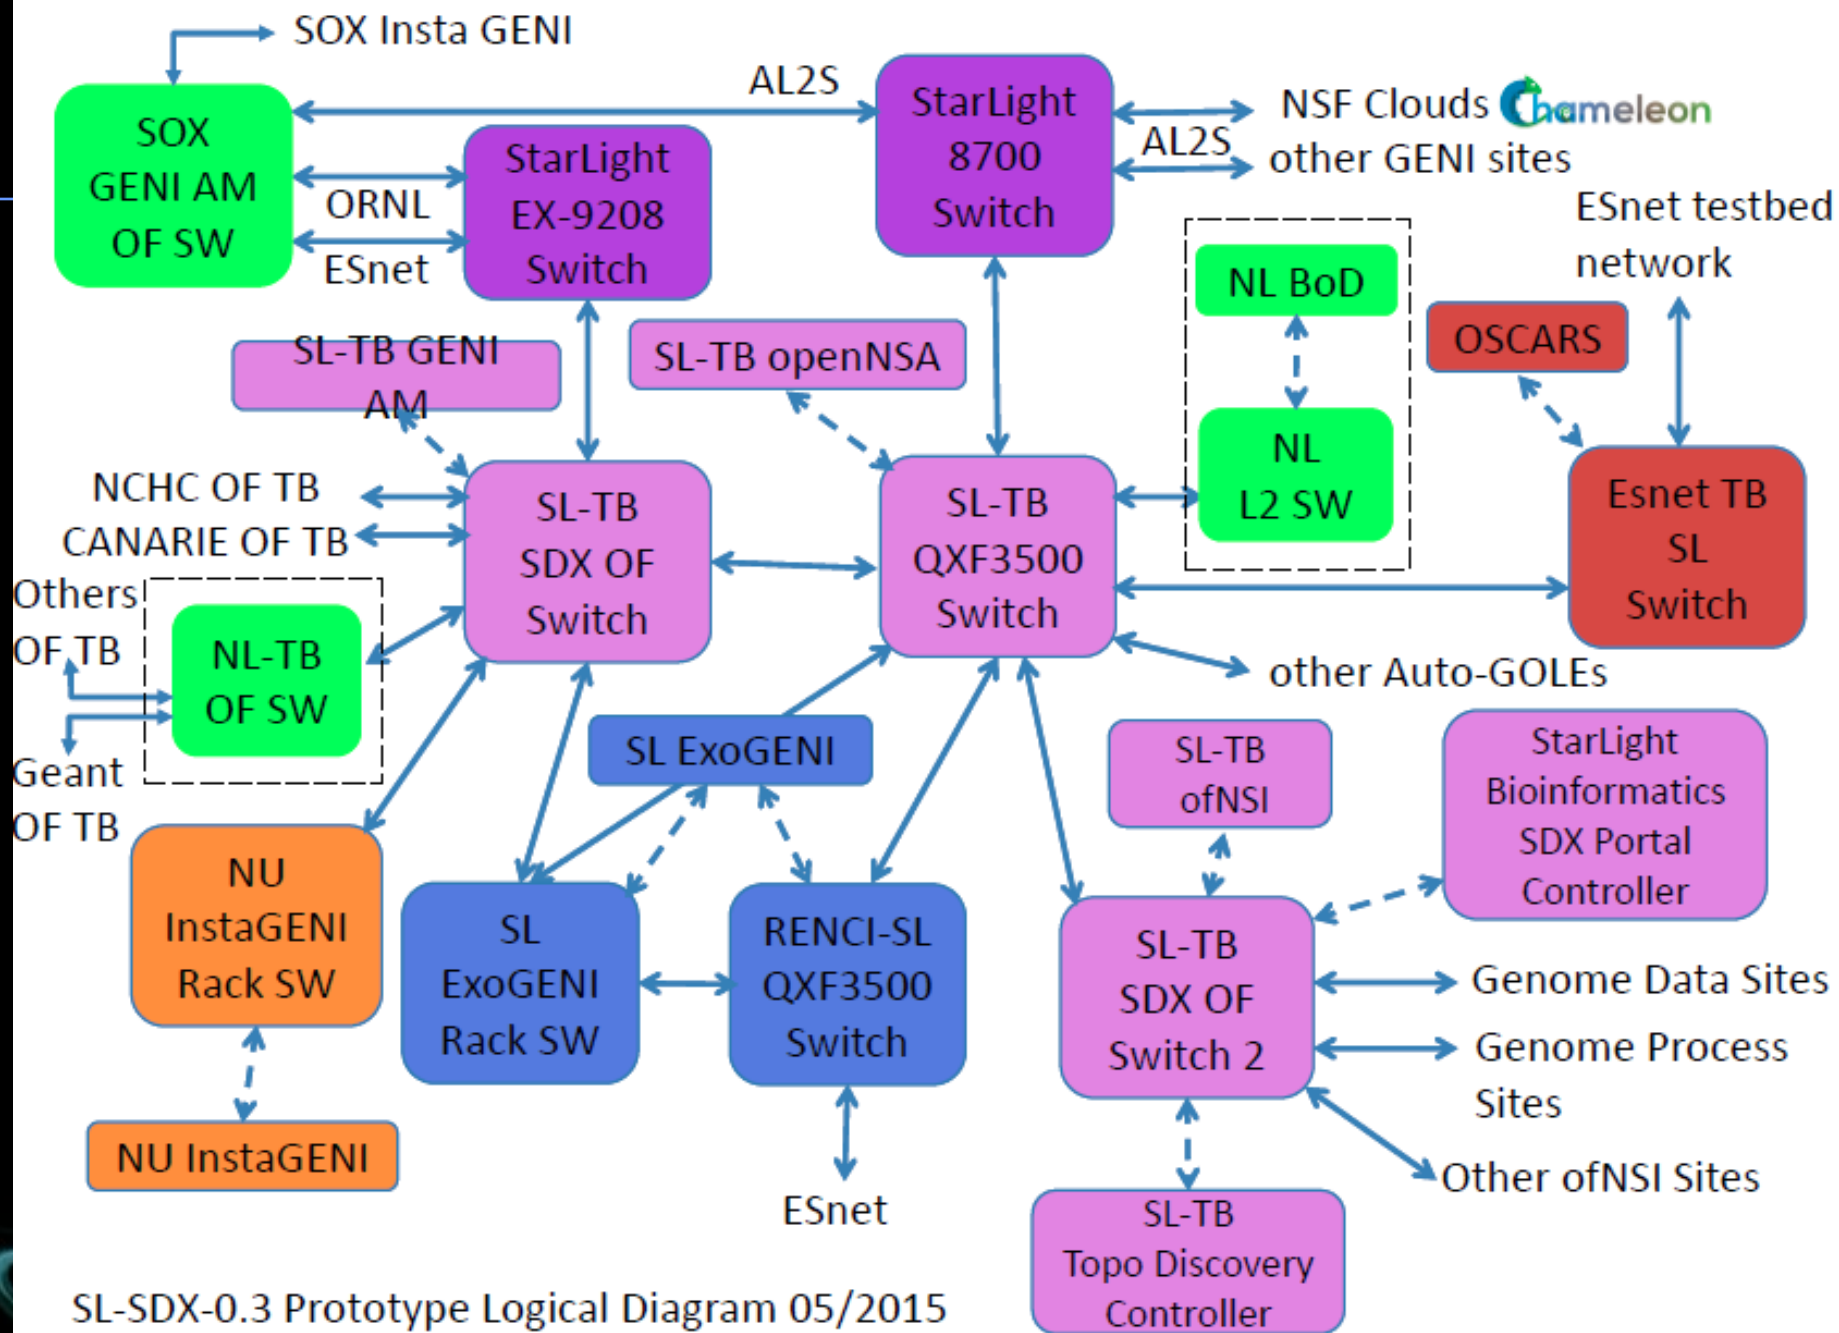 SOX Insta GENI
AL2S
SOX
GENI AM
OF SW
StarLight
EX-9208
Switch
ORNL
ESnet
StarLight
8700
Switch
NSF Clouds Chameleon
AL2S
other GENI sites
ESnet testbed
network
NL BoD
OSCARS
SL-TB GENI
AM
SL-TB openNSA
NL
L2 SW
NCHC OF TB
CANARIE OF TB
SL-TB
SDX OF
Switch
SL-TB
QXF3500
Switch
Esnet TB
SL
Switch
Others
OF TB
NL-TB
OF SW
Geant
OF TB
other Auto-GOLEs
SL ExoGENI
SL-TB
ofNSI
StarLight
Bioinformatics
SDX Portal
Controller
NU
InstaGENI
Rack SW
SL
ExoGENI
Rack SW
RENCI-SL
QXF3500
Switch
SL-TB
SDX OF
Switch 2
Genome Data Sites
Genome Process
Sites
Other ofNSI Sites
NU InstaGENI
ESnet
SL-TB
Topo Discovery
Controller
SL-SDX-0.3 Prototype Logical Diagram 05/2015